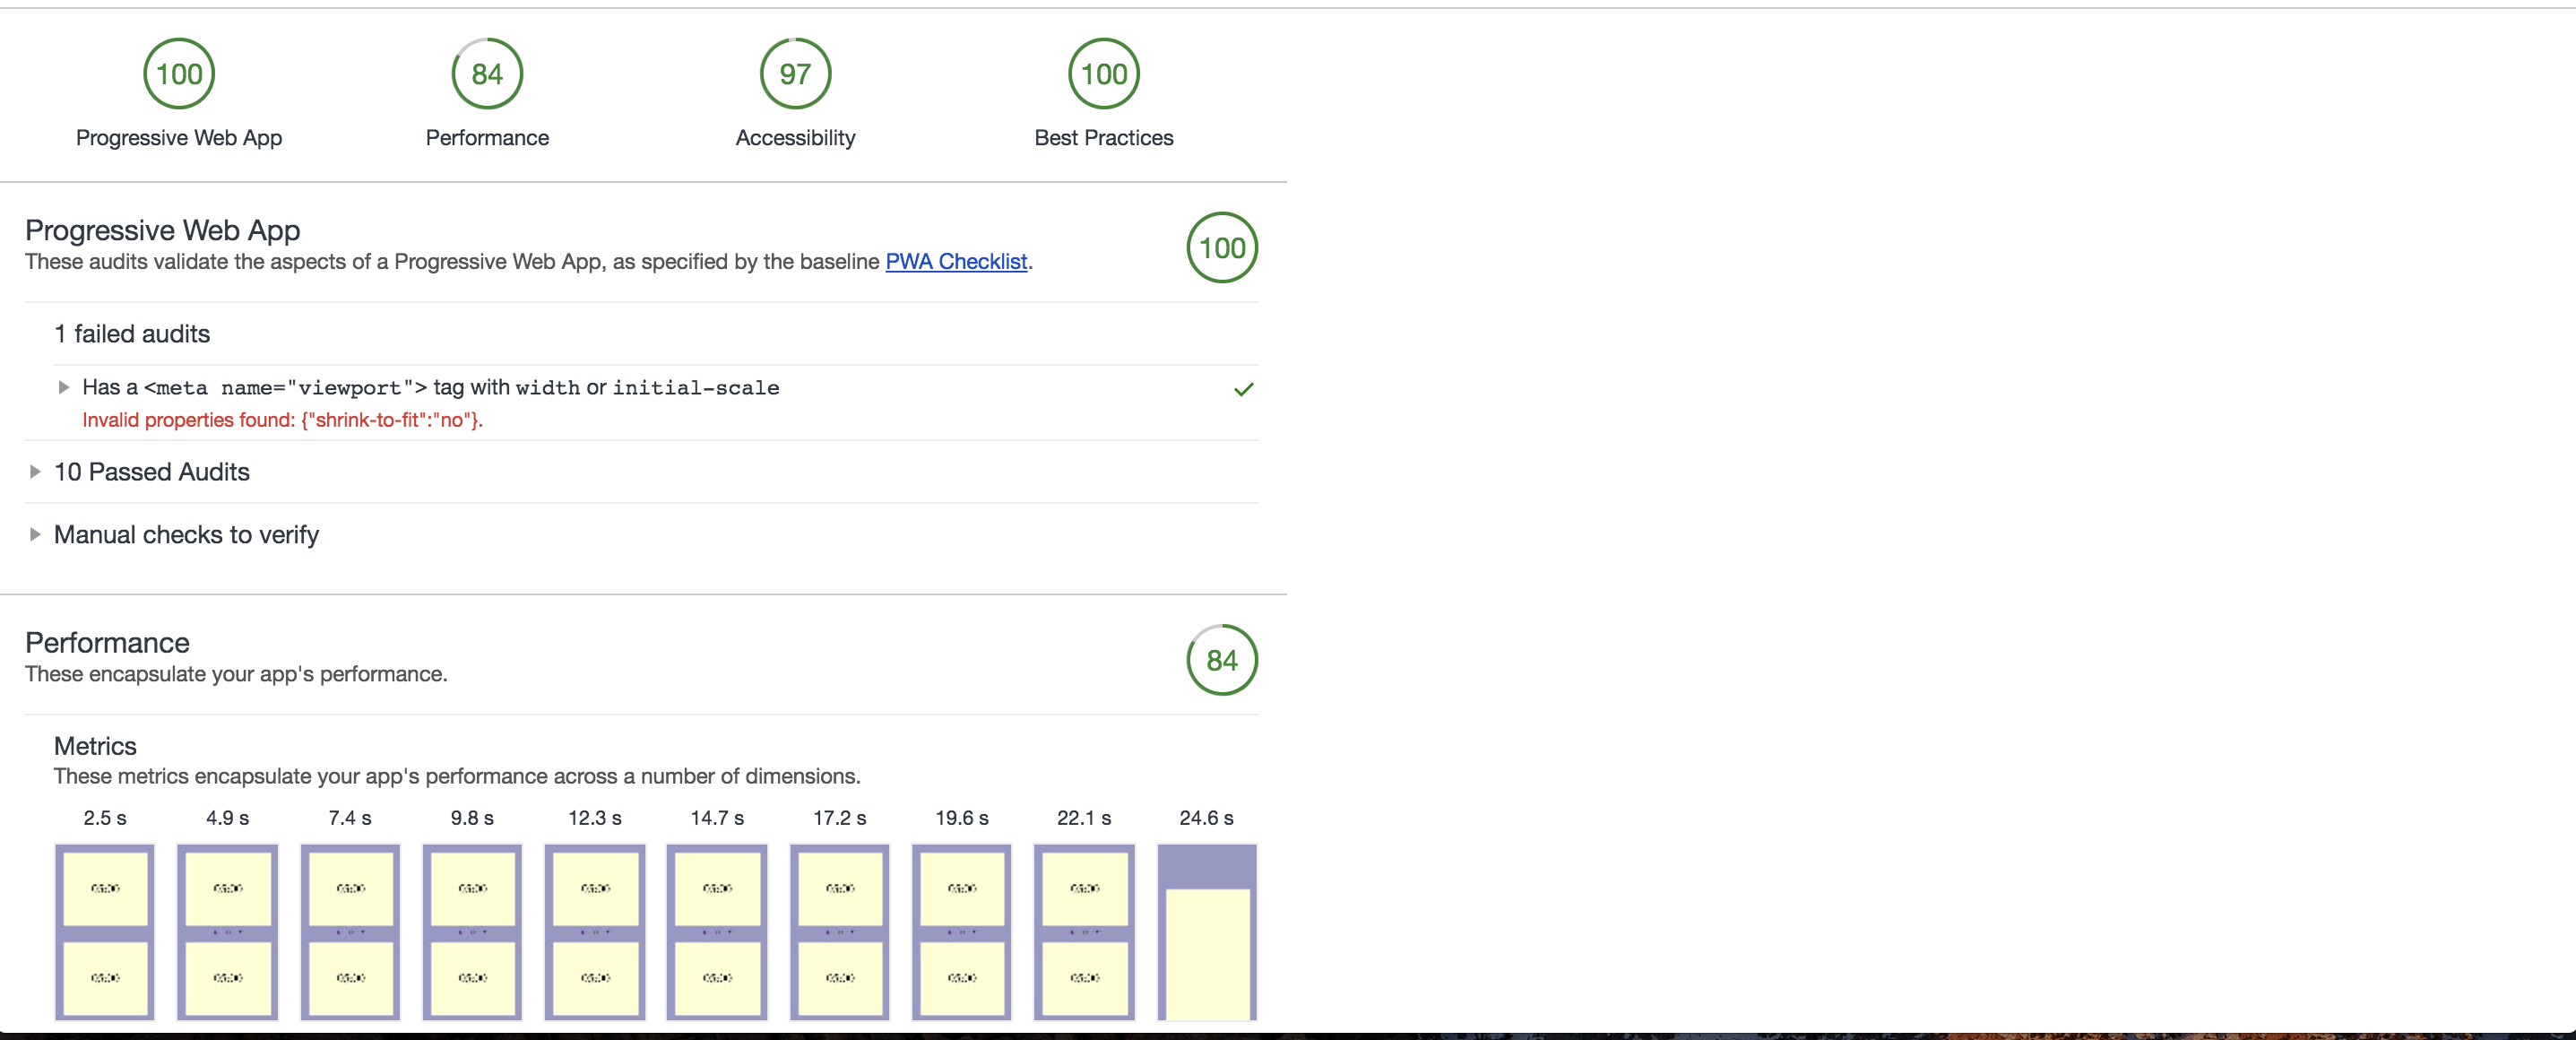 100 84 97 100
Progressive Web App Performance Accessibility Best Practices
Progressive Web App
These audits validate the aspects of a Progressive Web App, as specified by the baseline PWA Checklist.
100
1 failed audits
Has a <meta name="viewport"> tag with width or initial-scale
Invalid properties found: {"shrink-to-fit":"no"}.
10 Passed Audits
Manual checks to verify
Performance
These encapsulate your app's performance.
84
Metrics
These metrics encapsulate your app's performance across a number of dimensions.
2.5 s 4.9 s 7.4 s 9.8 s 12.3 s 14.7 s 17.2 s 19.6 s 22.1 s 24.6 s